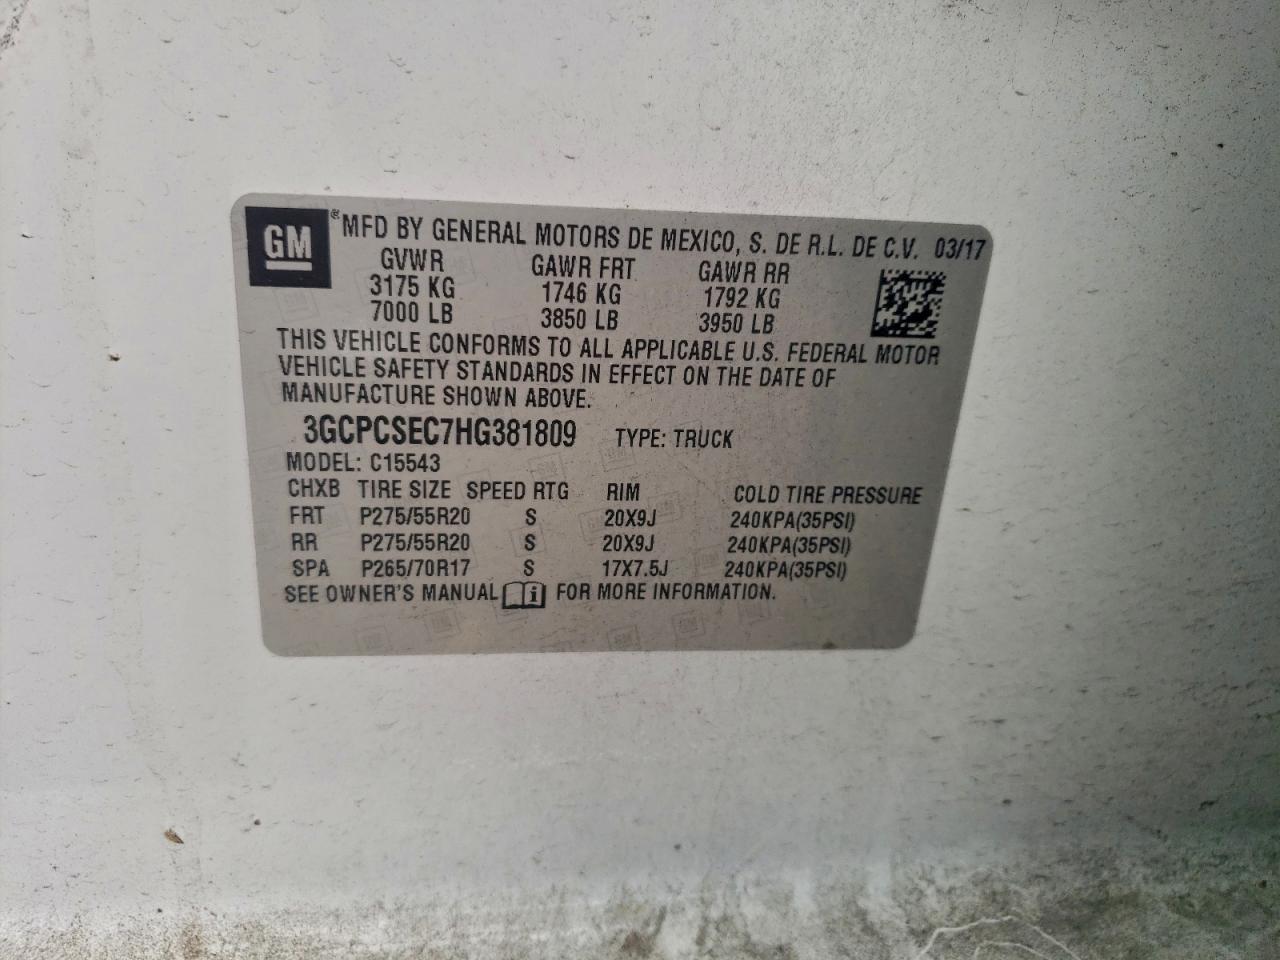 GM ® MFD BY GENERAL MOTORS DE MEXICO, S. DE R.L. DE C.V. 03/17
GVWR GAWR FRT GAWR RR
3175 KG 1746 KG 1792 KG
7000 LB 3850 LB 3950 LB
THIS VEHICLE CONFORMS TO ALL APPLICABLE U.S. FEDERAL MOTOR
VEHICLE SAFETY STANDARDS IN EFFECT ON THE DATE OF
MANUFACTURE SHOWN ABOVE.
3GCPCSEC7HG381809 TYPE: TRUCK
MODEL: C15543
CHXB TIRE SIZE SPEED RTG RIM COLD TIRE PRESSURE
FRT P275/55R20 S 20X9J 240KPA(35PSI)
RR P275/55R20 S 20X9J 240KPA(35PSI)
SPA P265/70R17 S 17X7.5J 240KPA(35PSI)
SEE OWNER'S MANUAL i FOR MORE INFORMATION.